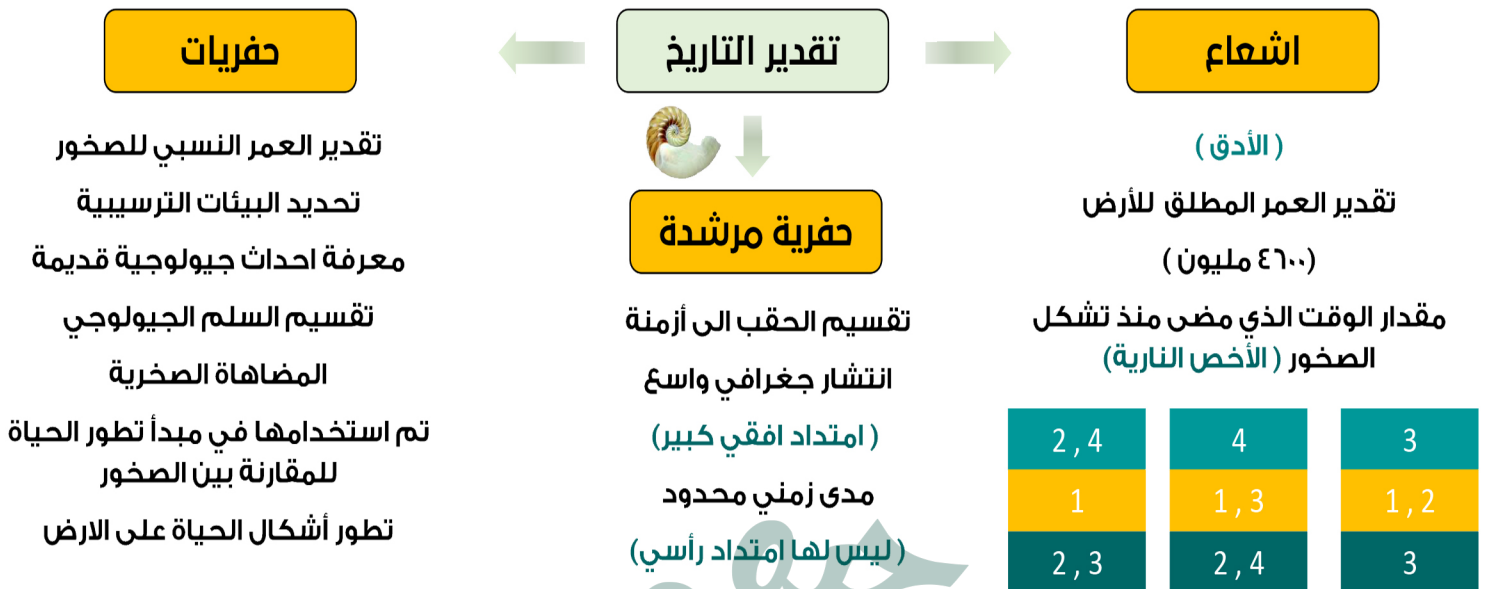 تقدير التاريخ
اشعاع
( الأدق )
تقدير العمر المطلق للأرض
(٤٦٠٠ مليون )
مقدار الوقت الذي مضى منذ تشكل
الصخور ( الأخص النارية)
3
4
2 , 4
1 , 2
1 , 3
1
3
2 , 4
2 , 3
حفرية مرشدة
تقسيم الحقب الى أزمنة
انتشار جغرافي واسع
( امتداد افقي كبير)
مدى زمني محدود
( ليس لها امتداد رأسي)
حفريات
تقدير العمر النسبي للصخور
تحديد البيئات الترسيبية
معرفة احداث جيولوجية قديمة
تقسيم السلم الجيولوجي
المضاهاة الصخرية
تم استخدامها في مبدأ تطور الحياة
للمقارنة بين الصخور
تطور أشكال الحياة على الارض